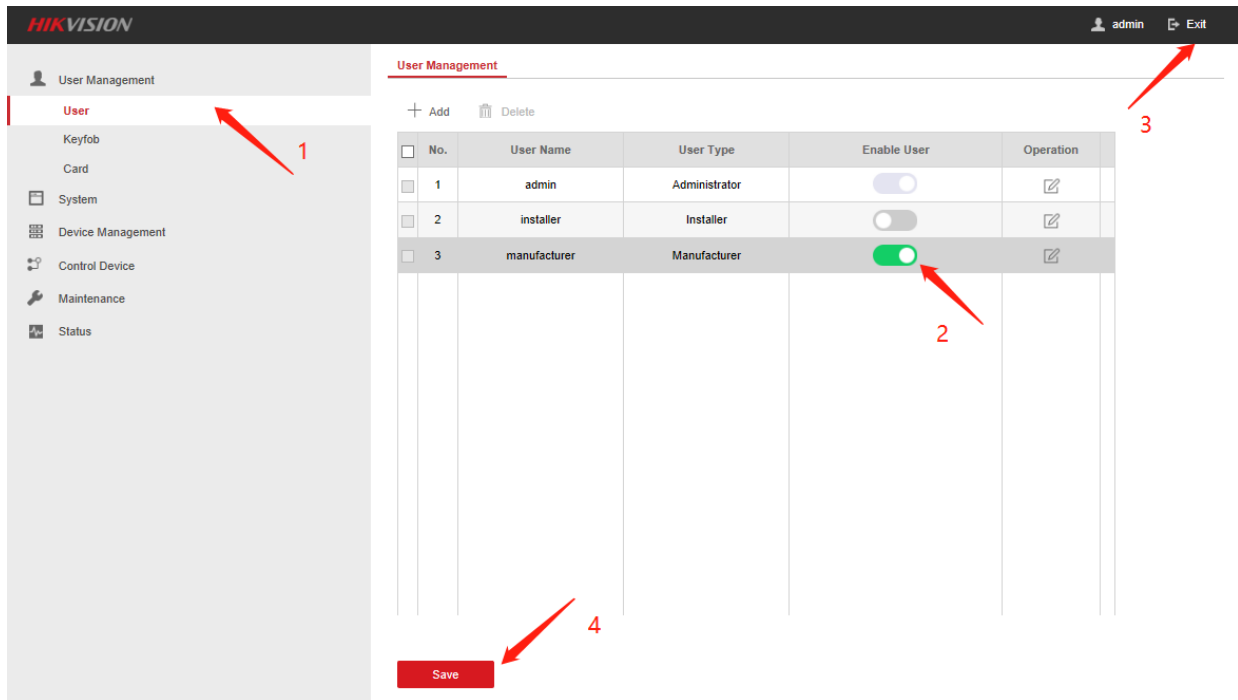 HIKVISION
admin
Exit
User Management
User
Keyfob
Card
System
Device Management
Control Device
Maintenance
Status
1
User Management
Add
Delete
3
No. User Name User Type Enable User Operation
1 admin Administrator
2 installer Installer
3 manufacturer Manufacturer
2
4
Save